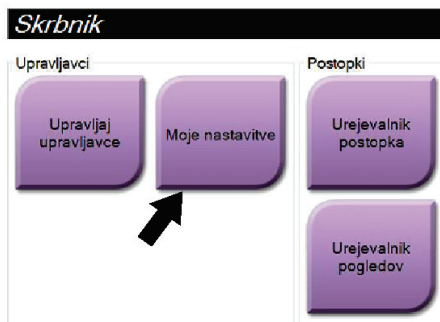 Skrbnik
Upravljavci
Upravljaj
upravljavce
Moje nastavitve
Postopki
Urejevalnik
postopka
Urejevalnik
pogledov